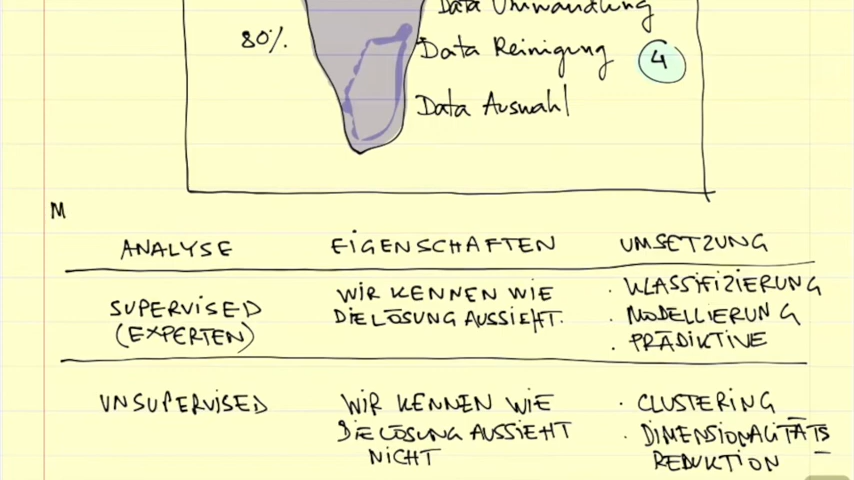 Data Umwandlung
80%.
Data Reinigung
4
Data Auswahl
M
ANALYSE EIGENSCHAFTEN UMSETZUNG
SUPERVISED
(EXPERTEN)
WIR KENNEN WIE
DIE LÖSUNG AUSSIEHT.
· KLASSIFIZIERUNG
· MODELLIERUNG
· PRÄDIKTIVE
UNSUPERVISED
WIR KENNEN WIE
DIE LÖSUNG AUSSIEHT
NICHT
· CLUSTERING
· DIMENSIONALITÄTS
REDUKTION